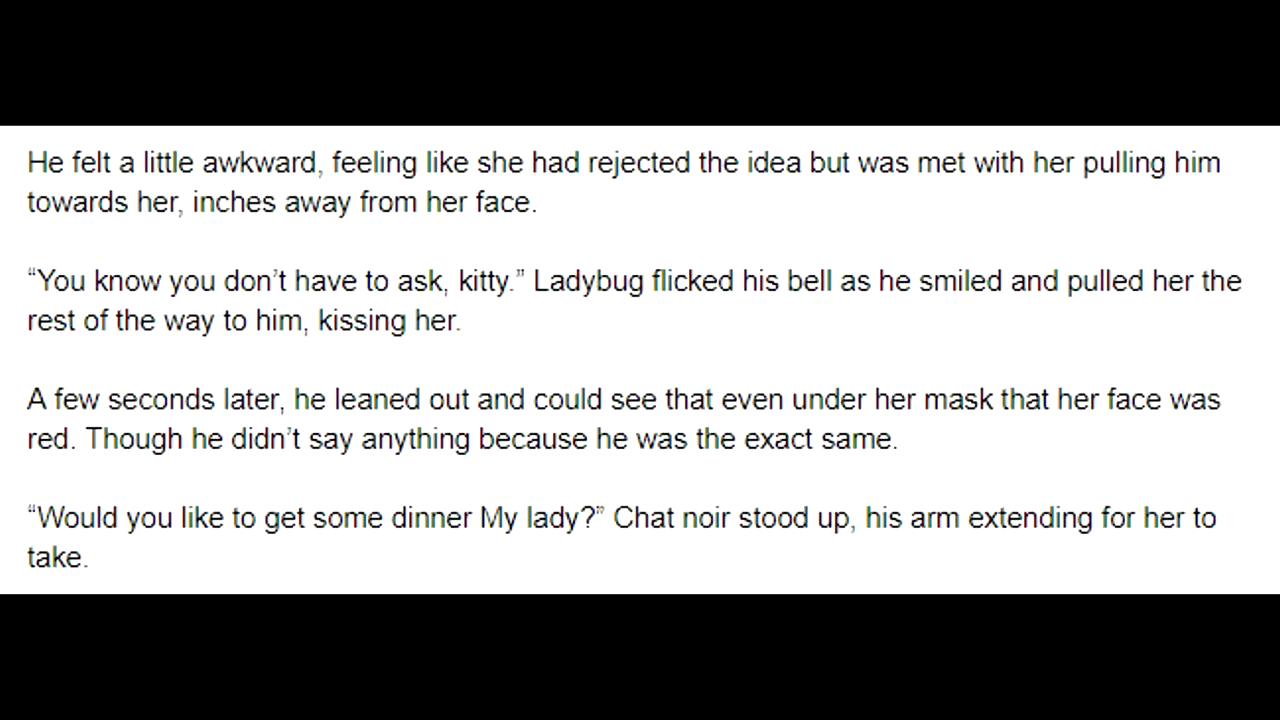 He felt a little awkward, feeling like she had rejected the idea but was met with her pulling him
towards her, inches away from her face.
“You know you don’t have to ask, kitty.” Ladybug flicked his bell as he smiled and pulled her the
rest of the way to him, kissing her.
A few seconds later, he leaned out and could see that even under her mask that her face was
red. Though he didn’t say anything because he was the exact same.
“Would you like to get some dinner My lady?” Chat noir stood up, his arm extending for her to
take.